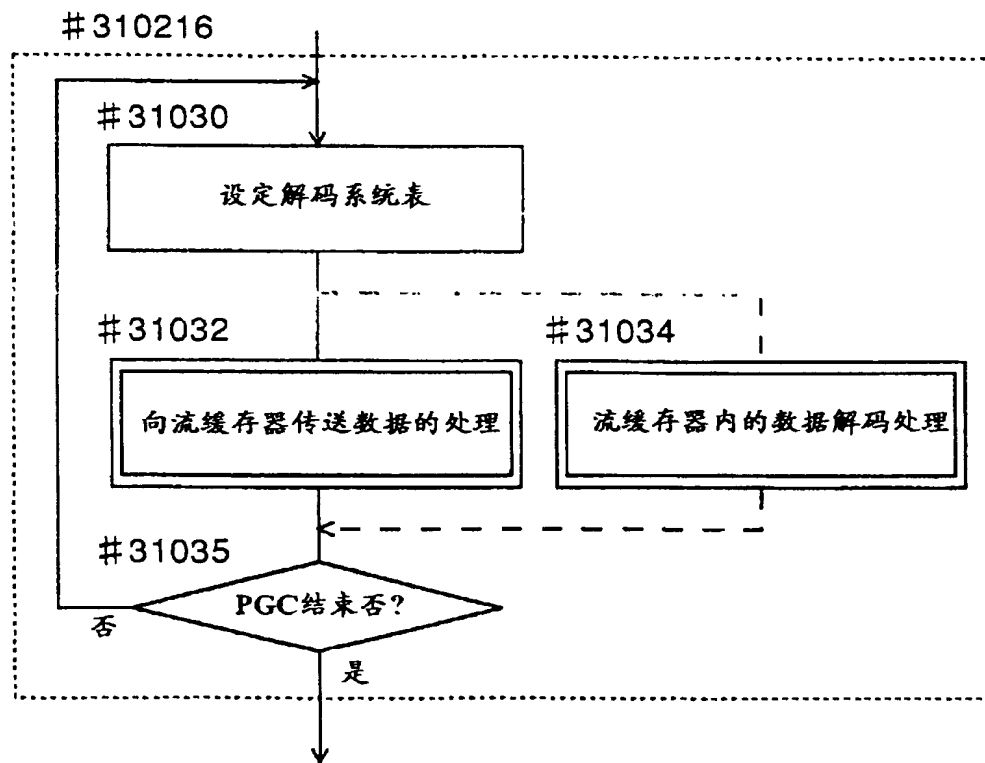 #310216
#31030
设定解码系统表
#31032
#31034
向流缓存器传送数据的处理
流缓存器内的数据解码处理
#31035
PGC结束否?
否
是